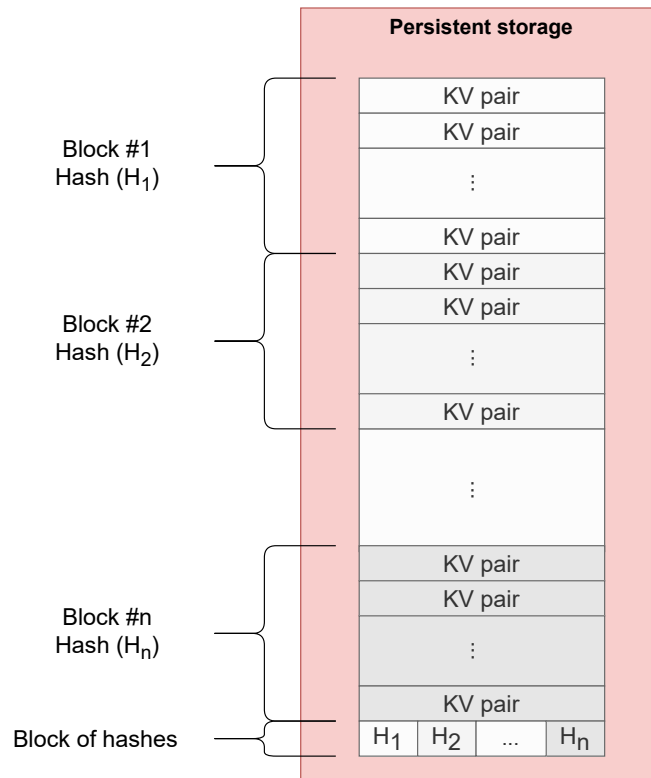 Persistent storage
KV pair
KV pair
⋮
KV pair
Block #1
Hash (H1)
KV pair
KV pair
⋮
KV pair
Block #2
Hash (H2)
⋮
KV pair
KV pair
⋮
KV pair
Block #n
Hash (Hn)
Block of hashes
H1 H2 ... Hn